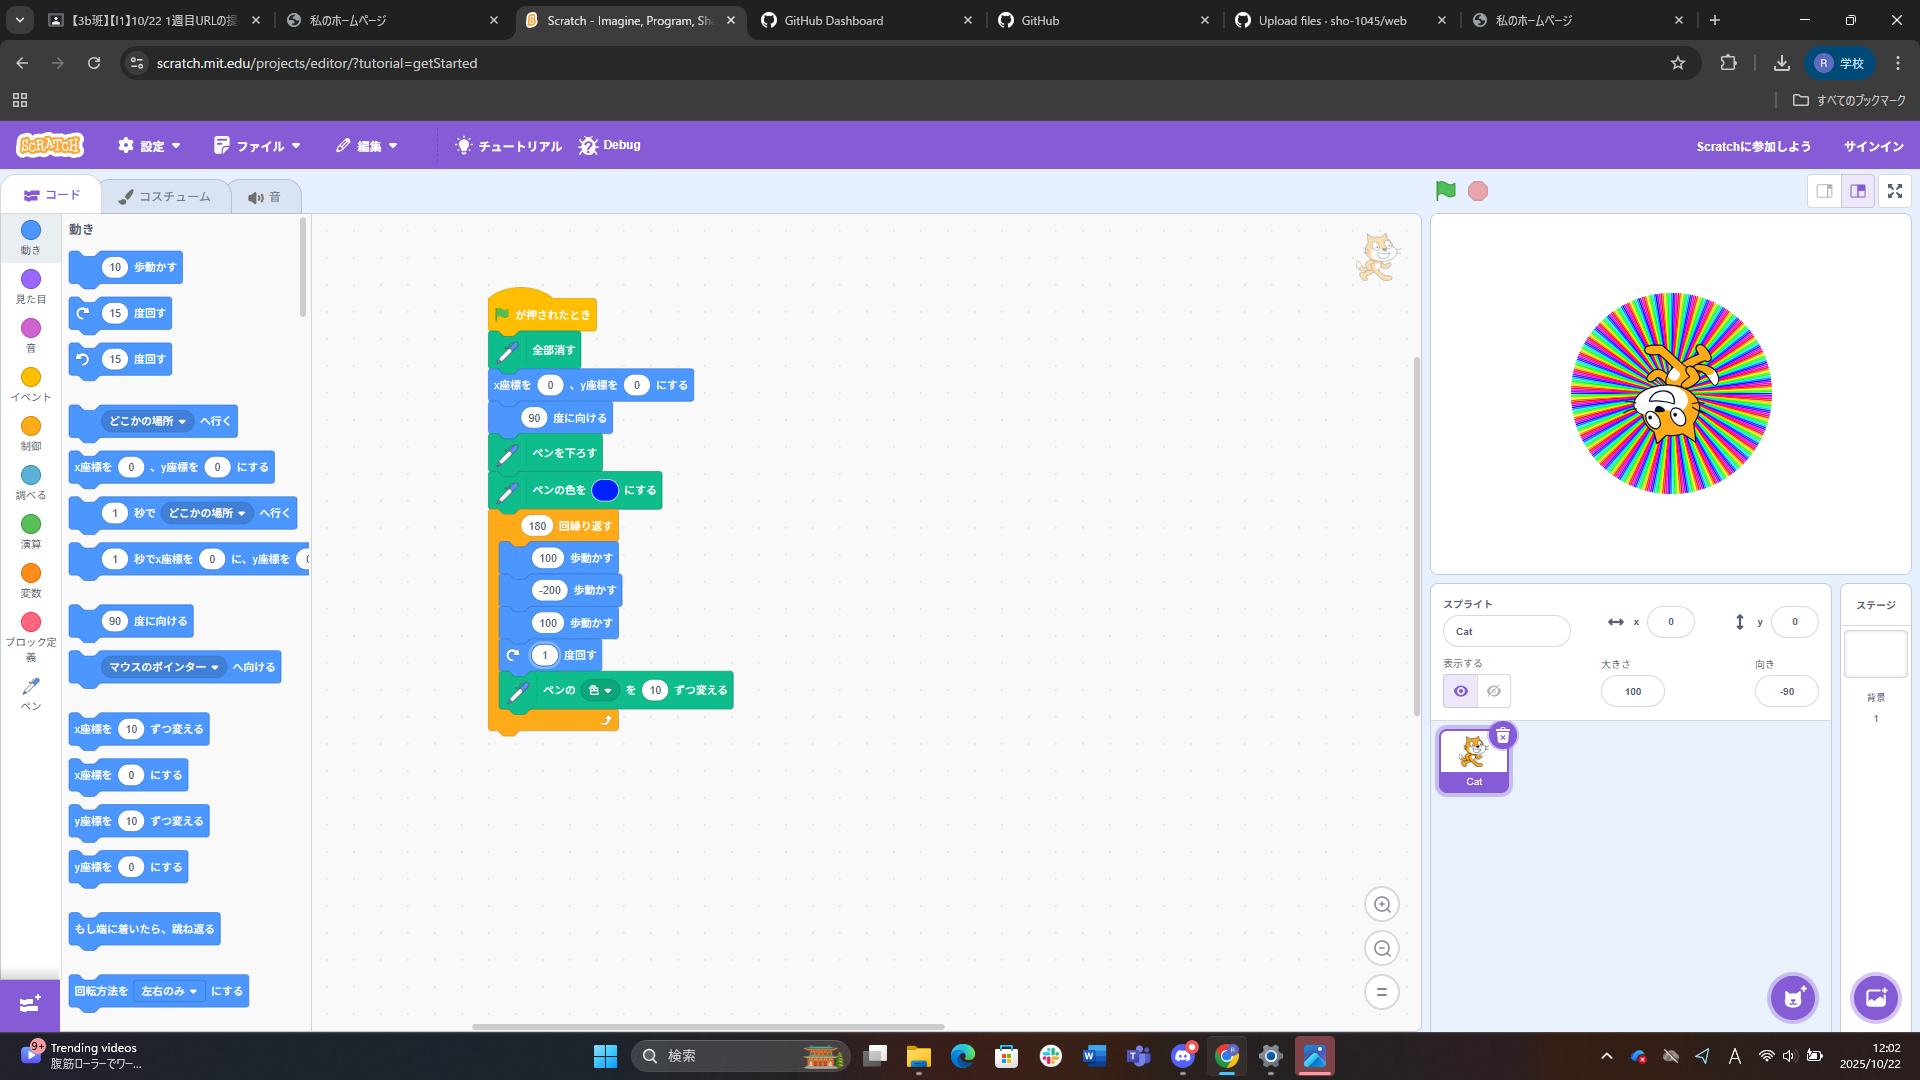 【3b班】【I1】10/22 1週目URLの提
私のホームページ
Scratch - Imagine, Program, Sh
GitHub Dashboard
GitHub
Upload files · sho-1045/web
私のホームページ
scratch.mit.edu/projects/editor/?tutorial=getStarted
R 学校
すべてのブックマーク
SCRATCH
設定
ファイル
編集
チュートリアル
Debug
Scratchに参加しよう
サインイン
コード
コスチューム
音
動き
見た目
音
イベント
制御
調べる
演算
変数
ブロック定義
ペン
動き
10 歩動かす
15 度回す
15 度回す
どこかの場所 へ行く
x座標を 0 、y座標を 0 にする
1 秒で どこかの場所 へ行く
1 秒でx座標を 0 に、y座標を
90 度に向ける
マウスのポインター へ向ける
x座標を 10 ずつ変える
x座標を 0 にする
y座標を 10 ずつ変える
y座標を 0 にする
もし端に着いたら、跳ね返る
回転方法を 左右のみ にする
が押されたとき
全部消す
x座標を 0 、y座標を 0 にする
90 度に向ける
ペンを下ろす
ペンの色を にする
180 回繰り返す
100 歩動かす
-200 歩動かす
100 歩動かす
1 度回す
ペンの 色 を 10 ずつ変える
スプライト
Cat
x 0
y 0
表示する
大きさ
100
向き
-90
Cat
ステージ
背景
1
9+
Trending videos
腹筋ローラーでワー...
検索
A
12:02
2025/10/22